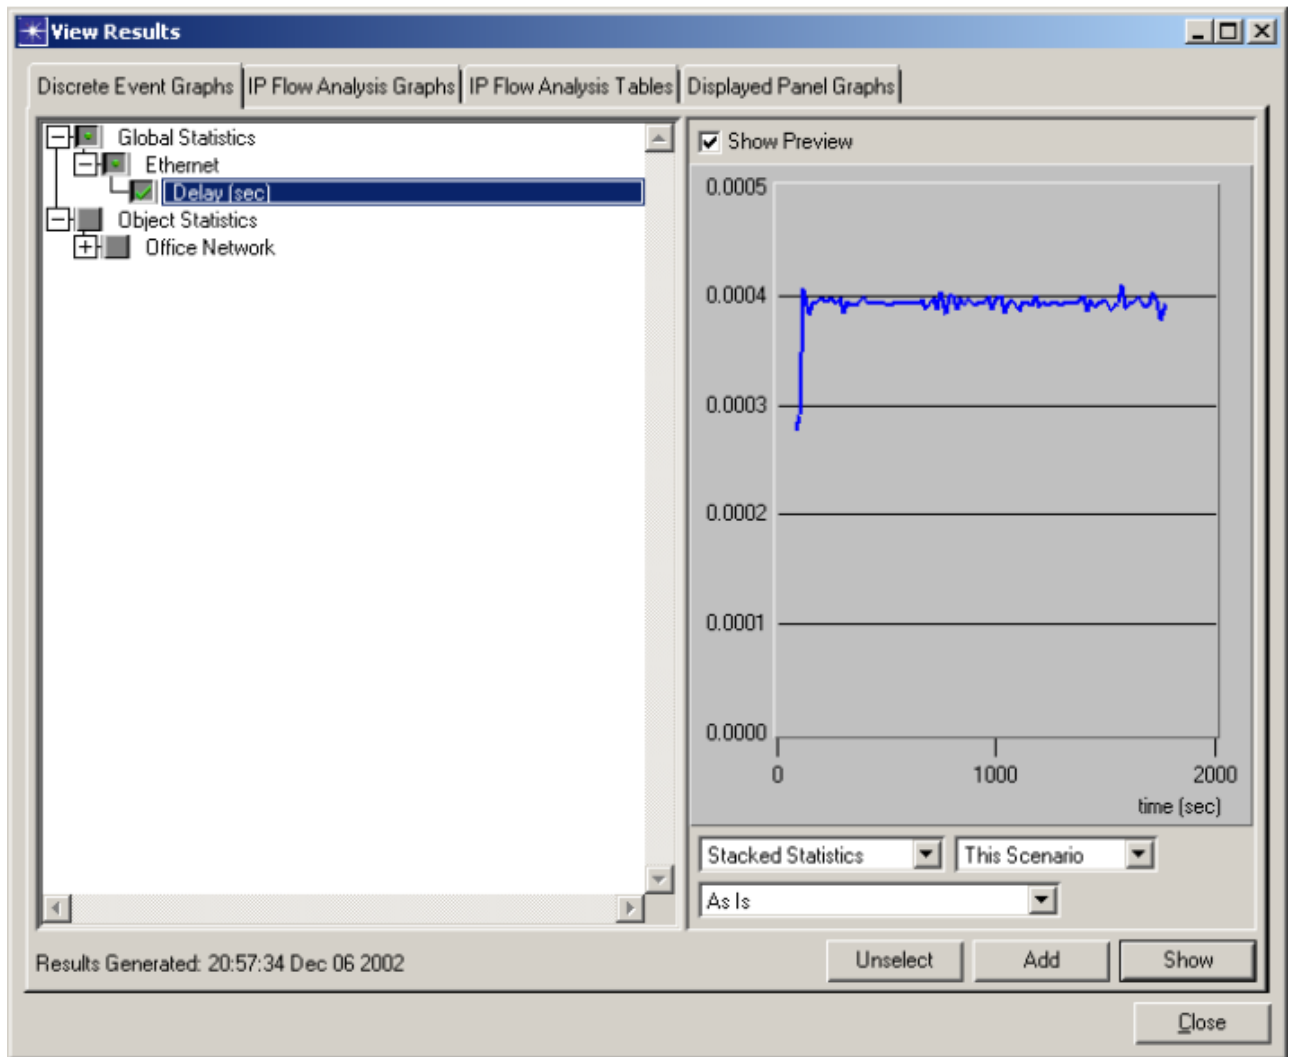 View Results
Discrete Event Graphs IP Flow Analysis Graphs IP Flow Analysis Tables Displayed Panel Graphs
Global Statistics
Ethernet
Delay (sec)
Object Statistics
Office Network
Show Preview
0.0005
0.0004
0.0003
0.0002
0.0001
0.0000
0 1000 2000
time (sec)
Stacked Statistics This Scenario
As Is
Results Generated: 20:57:34 Dec 06 2002
Unselect Add Show
Close